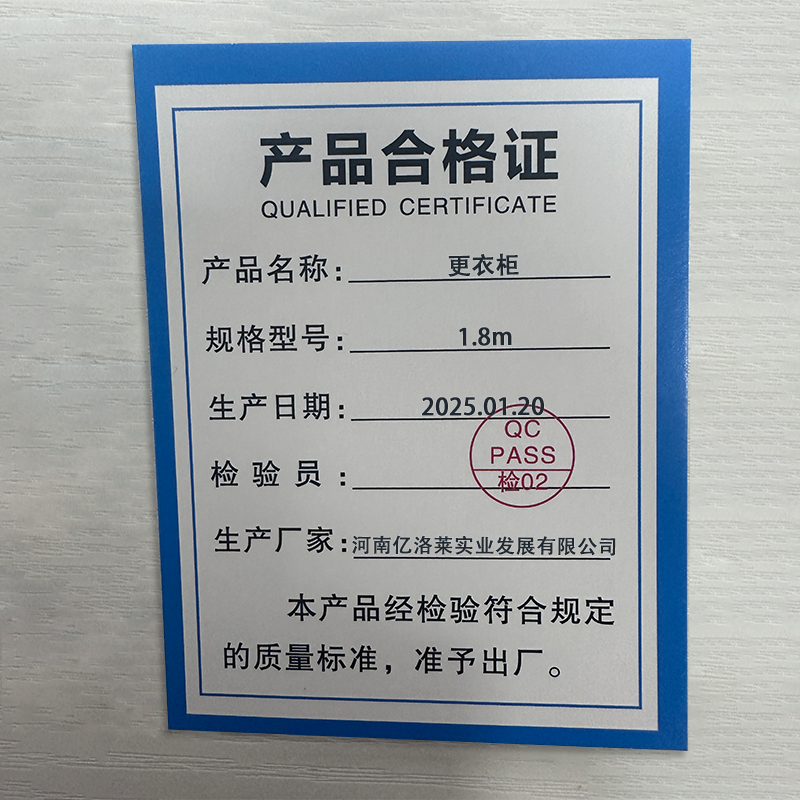 产品合格证
QUALIFIED CERTIFICATE
产品名称：更衣柜
规格型号：1.8m
生产日期：2025.01.20
QC
PASS
检验员：检02
生产厂家：河南亿洛莱实业发展有限公司
本产品经检验符合规定
的质量标准，准予出厂。